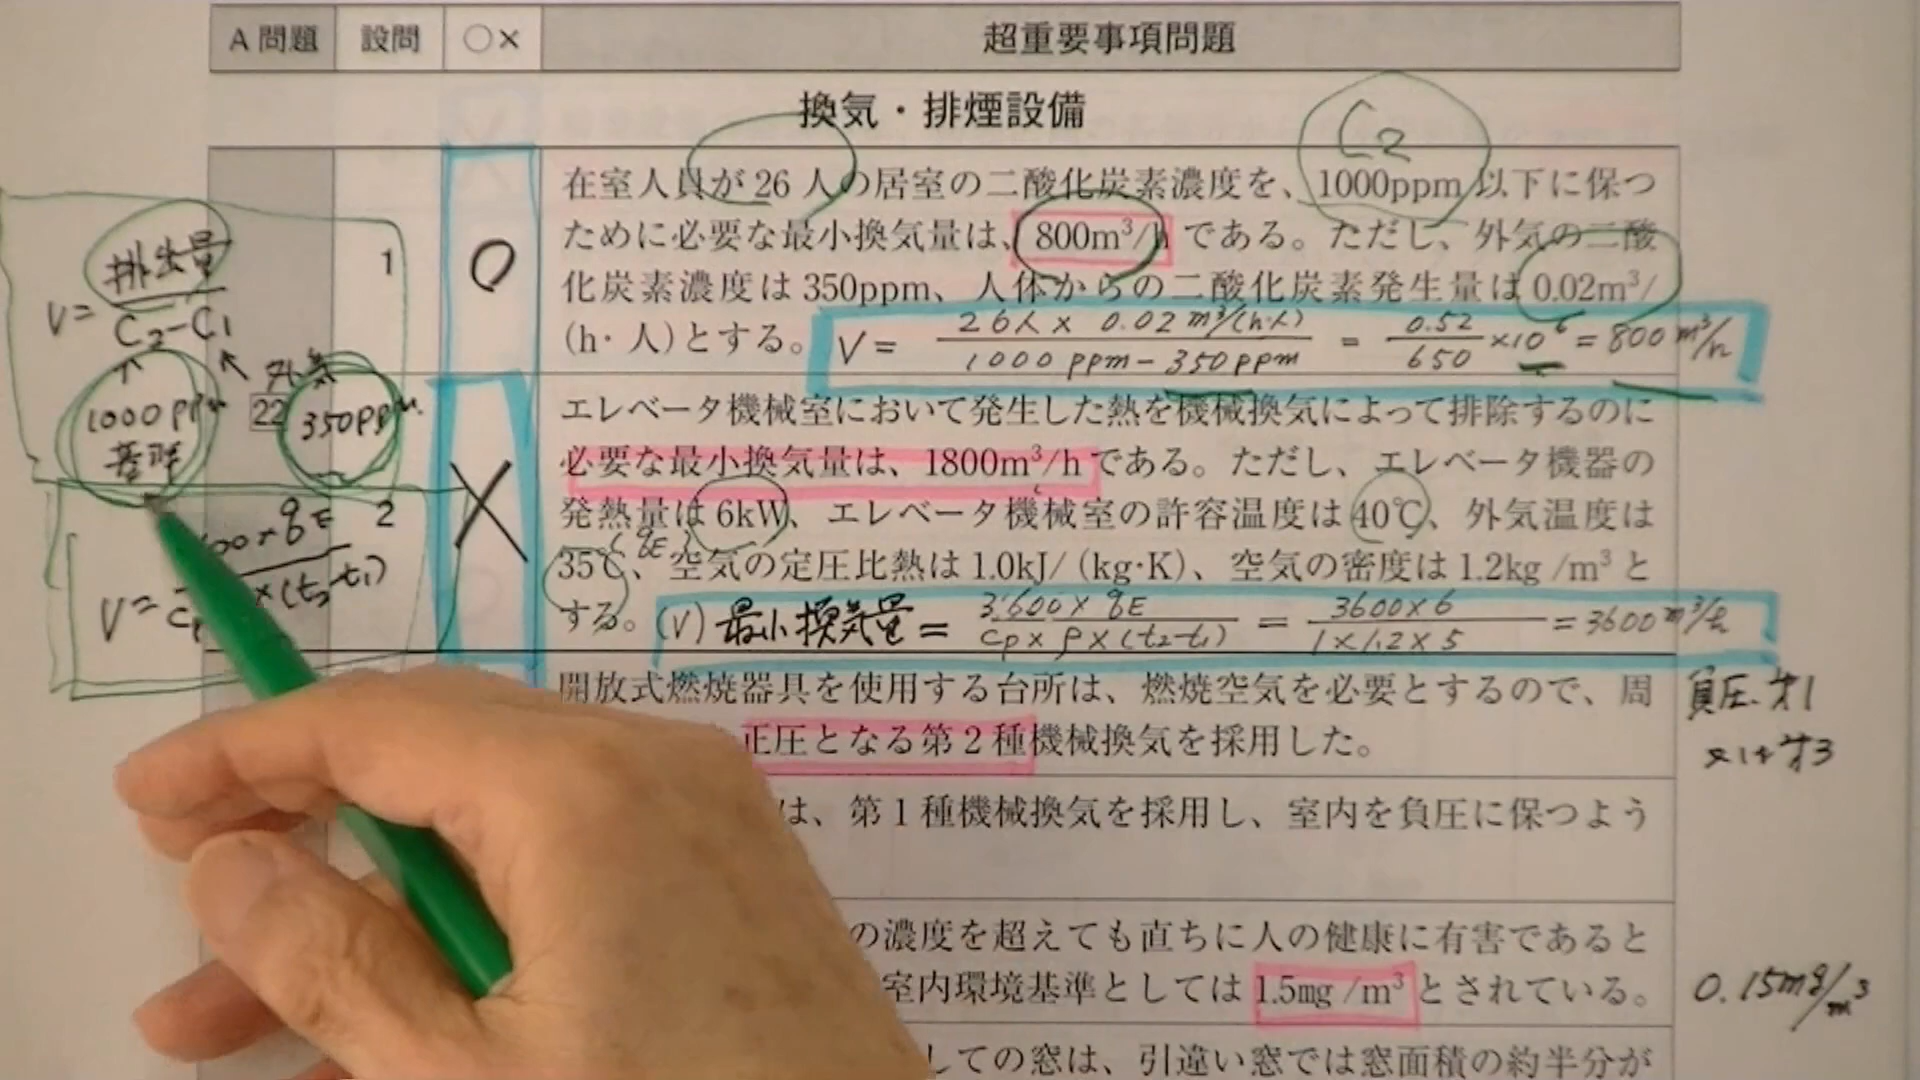 A 問題 設問 ○× 超重要事項問題
換気・排煙設備
C2
在室人員が 26 人の居室の二酸化炭素濃度を、1000ppm 以下に保つ
ために必要な最小換気量は、800m³/h である。ただし、外気の二酸
化炭素濃度は 350ppm、人体からの二酸化炭素発生量は 0.02m³/
(h・人)とする。
V = 26人 × 0.02 m³/(h・人) / 1000 ppm − 350 ppm = 0.52 / 650 × 10⁶ = 800 m³/h
1
○
V = 排出量 / C2 − C1
外気
1000 ppm
基準
22
350ppm
エレベータ機械室において発生した熱を機械換気によって排除するのに
必要な最小換気量は、1800m³/h である。ただし、エレベータ機器の
発熱量は 6kW、エレベータ機械室の許容温度は 40℃、外気温度は
(qE)
35℃、空気の定圧比熱は 1.0kJ/ (kg·K)、空気の密度は 1.2kg /m³ と
する。
(V) 最小換気量 = 3600 × qE / Cp × ρ × (t2−t1) = 3600×6 / 1×1.2×5 = 3600 m³/h
2
×
V = 00 × qE / × (t2−t1)
開放式燃焼器具を使用する台所は、燃焼空気を必要とするので、周
正圧となる第 2 種機械換気を採用した。
負圧
は、第 1 種機械換気を採用し、室内を負圧に保つよう
の濃度を超えても直ちに人の健康に有害であると
室内環境基準としては 1.5mg /m³ とされている。
0.15mg/m³
しての窓は、引違い窓では窓面積の約半分が